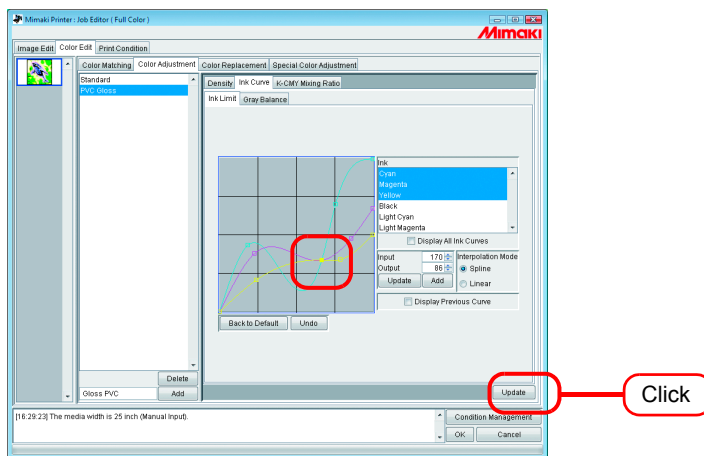 Mimaki Printer : Job Editor ( Full Color )
Mimaki
Image Edit Color Edit Print Condition
Color Matching Color Adjustment Color Replacement Special Color Adjustment
Standard
PVC Gloss
Density Ink Curve K-CMY Mixing Ratio
Ink Limit Gray Balance
Ink
Cyan
Magenta
Yellow
Black
Light Cyan
Light Magenta
Display All Ink Curves
Input 170 Interpolation Mode
Output 86 Spline
Update Add Linear
Display Previous Curve
Back to Default Undo
Delete
Gloss PVC Add
Update
Click
[16:29:23] The media width is 25 inch (Manual Input).
Condition Management
OK Cancel